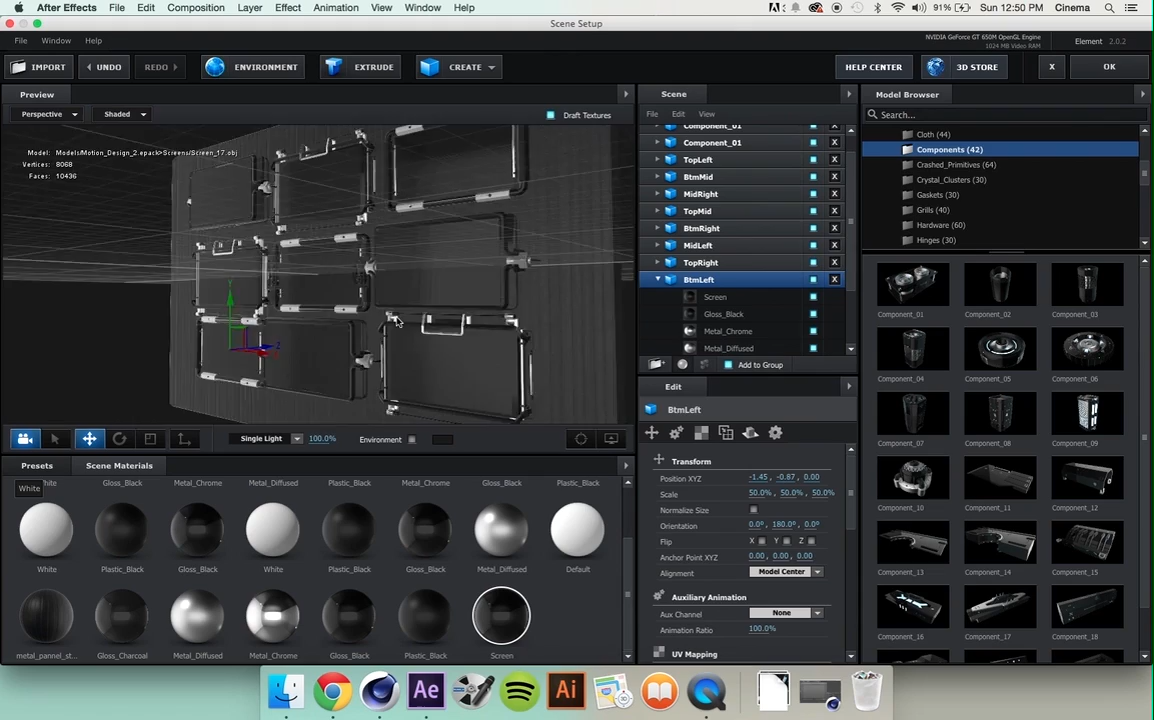 After Effects File Edit Composition Layer Effect Animation View Window Help 91% Sun 12:50 PM Cinema
Scene Setup
File Window Help
NVIDIA GeForce GT 650M OpenGL Engine
1024 MB Video RAM
Element 2.0.2
IMPORT UNDO REDO ENVIRONMENT EXTRUDE CREATE HELP CENTER 3D STORE X OK
Preview Scene Model Browser
Perspective Shaded Draft Textures File Edit View Search...
Model: Models\Motion_Design_2.epack>Screens/Screen_17.obj
Vertices: 8068
Faces: 10436
Component_01 X
Component_01 X
TopLeft X
BtmMid X
MidRight X
TopMid X
BtmRight X
MidLeft X
TopRight X
BtmLeft X
Screen
Gloss_Black
Metal_Chrome
Metal_Diffused
Add to Group
Cloth (44)
Components (42)
Crashed_Primitives (64)
Crystal_Clusters (30)
Gaskets (30)
Grills (40)
Hardware (60)
Hinges (30)
Component_01 Component_02 Component_03
Component_04 Component_05 Component_06
Component_07 Component_08 Component_09
Component_10 Component_11 Component_12
Component_13 Component_14 Component_15
Component_16 Component_17 Component_18
Y
Z
Single Light 100.0% Environment
Presets Scene Materials
White
Gloss_Black Metal_Chrome Metal_Diffused Plastic_Black Metal_Chrome Gloss_Black Plastic_Black
White Plastic_Black Gloss_Black White Plastic_Black Gloss_Black Metal_Diffused Default
metal_pannel_st... Gloss_Charcoal Metal_Diffused Metal_Chrome Gloss_Black Plastic_Black Screen
Edit
BtmLeft
Transform
Position XYZ -1.45, -0.87, 0.00
Scale 50.0%, 50.0%, 50.0%
Normalize Size
Orientation 0.0°, 180.0°, 0.0°
Flip X Y Z
Anchor Point XYZ 0.00, 0.00, 0.00
Alignment Model Center
Auxiliary Animation
Aux Channel None
Animation Ratio 100.0%
UV Mapping
Ae Ai